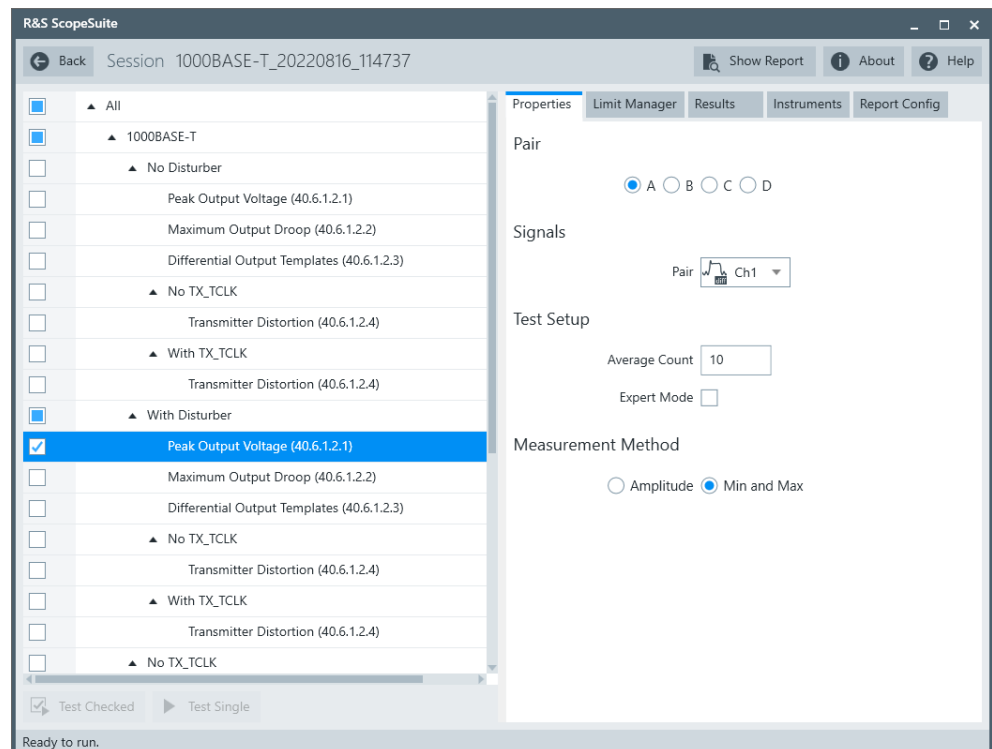 R&S ScopeSuite
Back Session 1000BASE-T_20220816_114737 Show Report About Help
All
1000BASE-T
No Disturber
Peak Output Voltage (40.6.1.2.1)
Maximum Output Droop (40.6.1.2.2)
Differential Output Templates (40.6.1.2.3)
No TX_TCLK
Transmitter Distortion (40.6.1.2.4)
With TX_TCLK
Transmitter Distortion (40.6.1.2.4)
With Disturber
Peak Output Voltage (40.6.1.2.1)
Maximum Output Droop (40.6.1.2.2)
Differential Output Templates (40.6.1.2.3)
No TX_TCLK
Transmitter Distortion (40.6.1.2.4)
With TX_TCLK
Transmitter Distortion (40.6.1.2.4)
No TX_TCLK
Test Checked Test Single
Properties Limit Manager Results Instruments Report Config
Pair
A B C D
Signals
Pair Ch1
Test Setup
Average Count 10
Expert Mode
Measurement Method
Amplitude Min and Max
Ready to run.